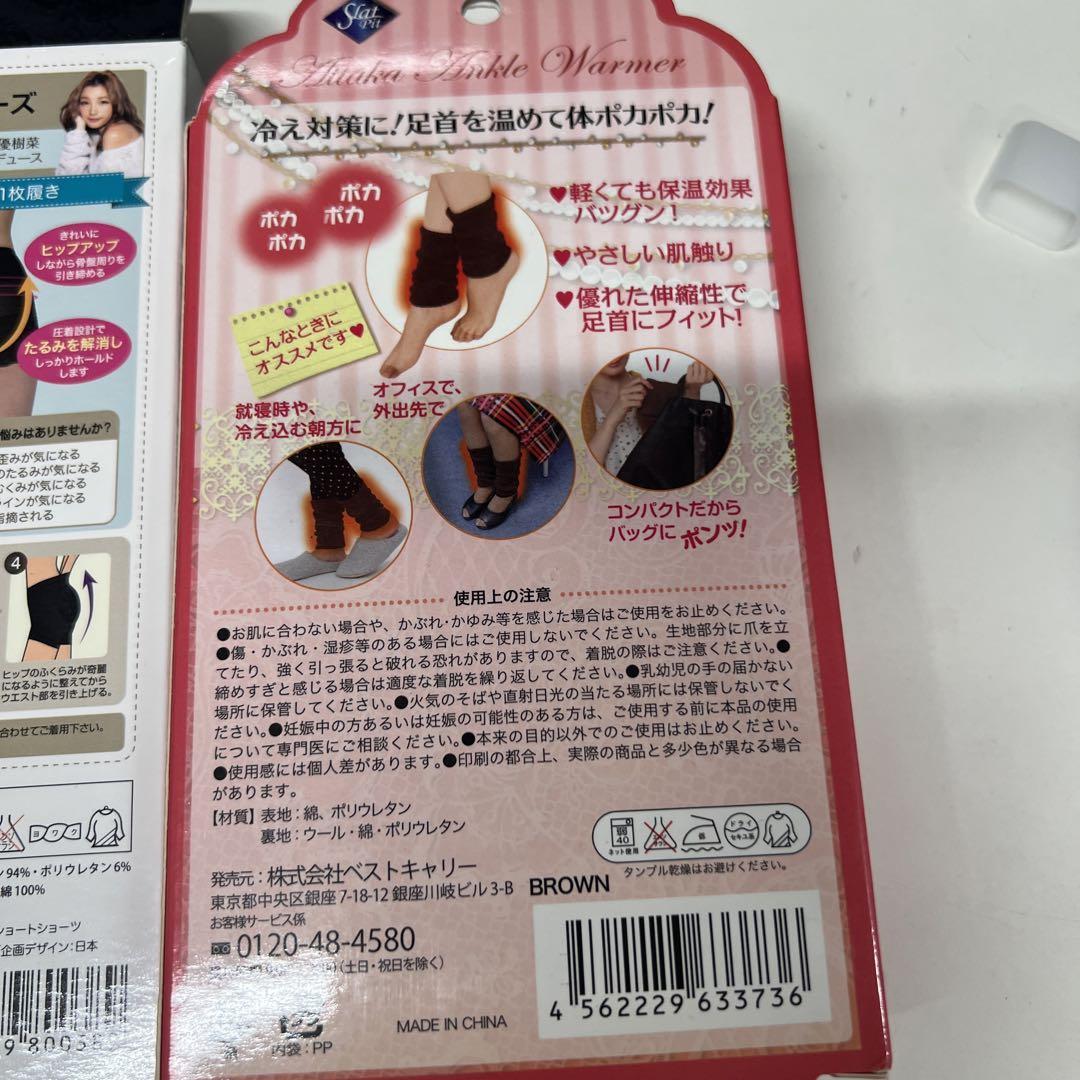 ーズ
優樹菜
デュース
1枚履き
きれいに
ヒップアップ
しながら骨盤周りを
引き締める
圧着設計で
たるみを解消し
しっかりホールド
します
悩みはありませんか？
歪みが気になる
のたるみが気になる
むくみが気になる
ラインが気になる
指摘される
4
ヒップのふくらみが奇麗
になるように整えてから
ウエスト部を引き上げる。
合わせてご着用下さい。
ヨワク
94%・ポリウレタン6%
綿100%
ショートショーツ
企画デザイン:日本
Slat
Pit
Attaka Ankle Warmer
冷え対策に！足首を温めて体ポカポカ！
ポカ
ポカ
ポカ
ポカ
♥軽くても保温効果
バツグン！
♥やさしい肌触り
♥優れた伸縮性で
足首にフィット！
こんなときに
オススメです♥
就寝時や、
冷え込む朝方に
オフィスで、
外出先で
コンパクトだから
バッグにポンッ！
使用上の注意
●お肌に合わない場合や、かぶれ・かゆみ等を感じた場合はご使用をお止めください。
●傷・かぶれ・湿疹等のある場合にはご使用しないでください。生地部分に爪を立
てたり、強く引っ張ると破れる恐れがありますので、着脱の際はご注意ください。●
締めすぎと感じる場合は適度な着脱を繰り返してください。●乳幼児の手の届かない
場所に保管してください。●火気のそばや直射日光の当たる場所には保管しないでく
ださい。●妊娠中の方あるいは妊娠の可能性のある方は、ご使用する前に本品の使用
について専門医にご相談ください。●本来の目的以外でのご使用はお止めください。
●使用感には個人差があります。●印刷の都合上、実際の商品と多少色が異なる場合
があります。
【材質】表地：綿、ポリウレタン
裏地：ウール・綿・ポリウレタン
弱
40
ネット使用
ドライ
セキユ系
タンブル乾燥はお避けください。
発売元：株式会社ベストキャリー
東京都中央区銀座7-18-12 銀座川岐ビル3-B
お客様サービス係
0120-48-4580
(土日・祝日を除く)
BROWN
4 562229 633736
MADE IN CHINA
内袋：PP